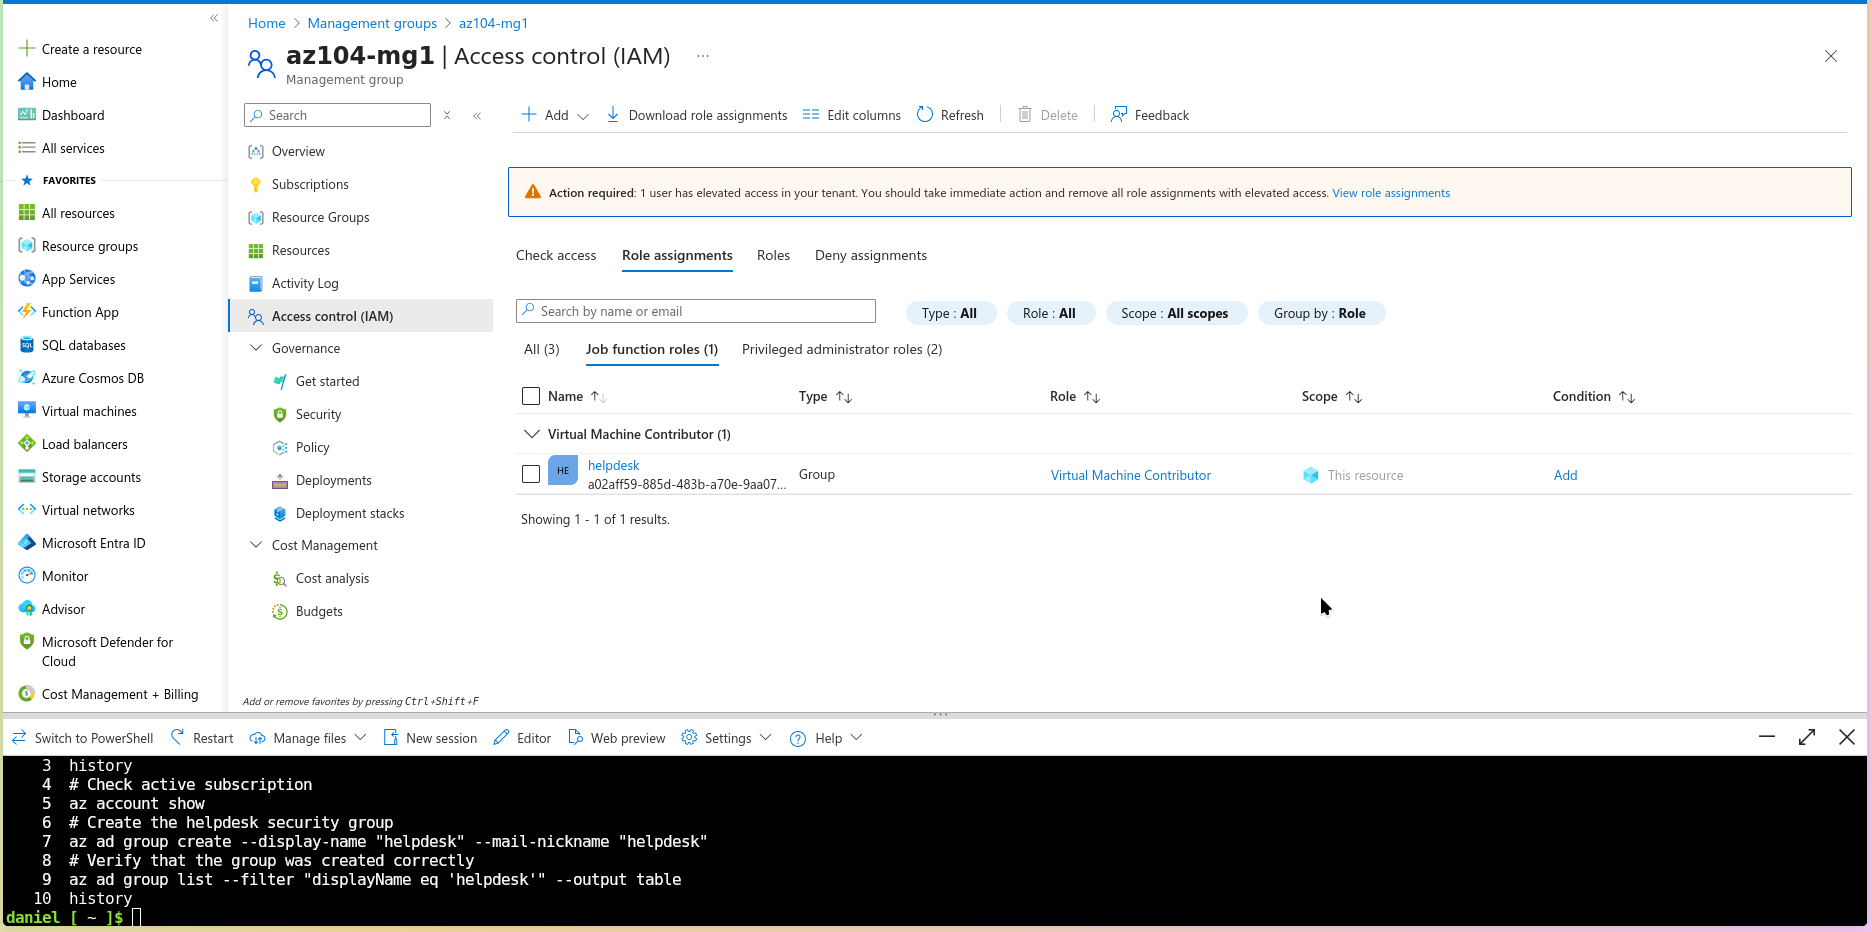 Home > Management groups > az104-mg1
az104-mg1 | Access control (IAM) ···
Management group
«
Create a resource
Home
Dashboard
All services
FAVORITES
All resources
Resource groups
App Services
Function App
SQL databases
Azure Cosmos DB
Virtual machines
Load balancers
Storage accounts
Virtual networks
Microsoft Entra ID
Monitor
Advisor
Microsoft Defender for
Cloud
Cost Management + Billing
Search
Overview
Subscriptions
Resource Groups
Resources
Activity Log
Access control (IAM)
Governance
Get started
Security
Policy
Deployments
Deployment stacks
Cost Management
Cost analysis
Budgets
Add or remove favorites by pressing Ctrl+Shift+F
Add Download role assignments Edit columns Refresh Delete Feedback
Action required: 1 user has elevated access in your tenant. You should take immediate action and remove all role assignments with elevated access. View role assignments
Check access Role assignments Roles Deny assignments
Search by name or email Type : All Role : All Scope : All scopes Group by : Role
All (3) Job function roles (1) Privileged administrator roles (2)
Name Type Role Scope Condition
Virtual Machine Contributor (1)
HE helpdesk Group Virtual Machine Contributor This resource Add
a02aff59-885d-483b-a70e-9aa07...
Showing 1 - 1 of 1 results.
Switch to PowerShell Restart Manage files New session Editor Web preview Settings Help
3 history
4 # Check active subscription
5 az account show
6 # Create the helpdesk security group
7 az ad group create --display-name "helpdesk" --mail-nickname "helpdesk"
8 # Verify that the group was created correctly
9 az ad group list --filter "displayName eq 'helpdesk'" --output table
10 history
daniel [ ~ ]$